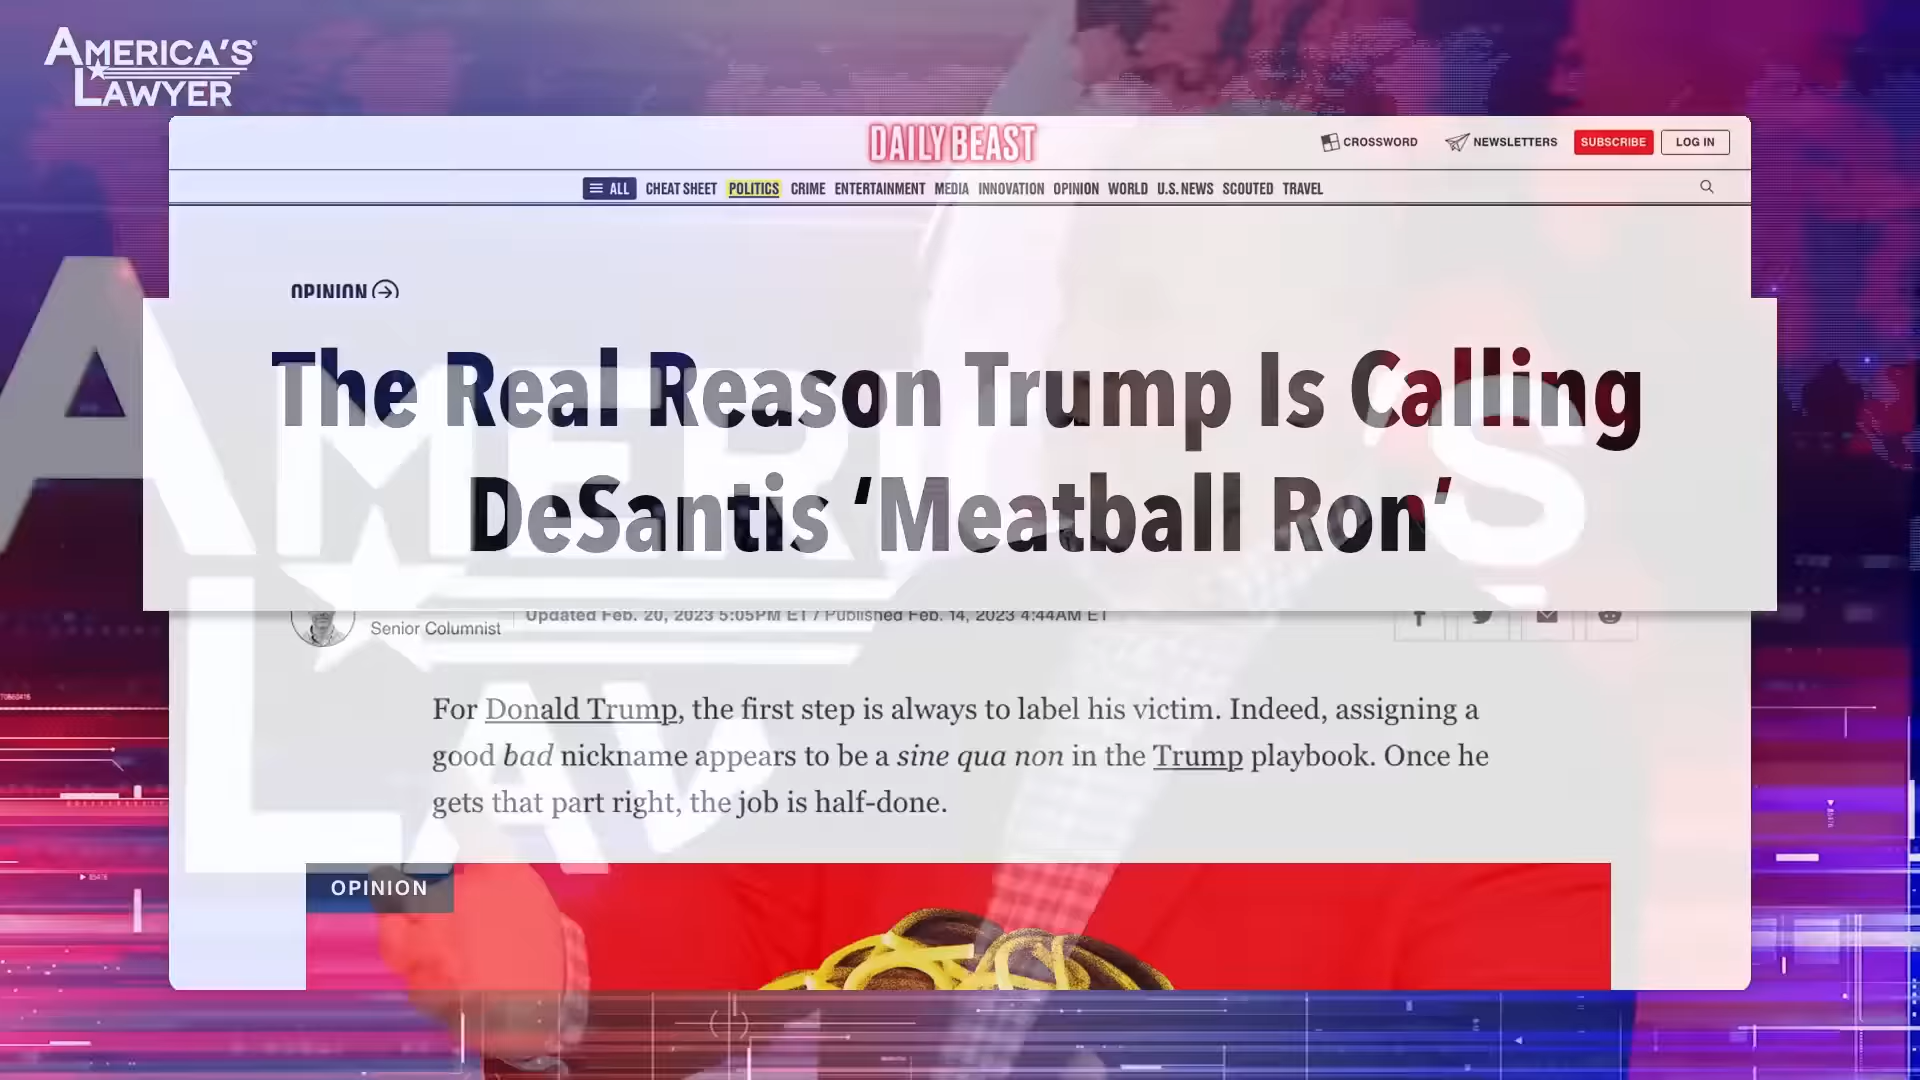 AMERICA'S
LAWYER
DAILY BEAST
CROSSWORD
NEWSLETTERS
SUBSCRIBE
LOG IN
ALL CHEAT SHEET POLITICS CRIME ENTERTAINMENT MEDIA INNOVATION OPINION WORLD U.S. NEWS SCOUTED TRAVEL
OPINION
The Real Reason Trump Is Calling
DeSantis ‘Meatball Ron’
Updated Feb. 20, 2023 5:05PM ET / Published Feb. 14, 2023 4:44AM ET
Senior Columnist
For Donald Trump, the first step is always to label his victim. Indeed, assigning a
good bad nickname appears to be a sine qua non in the Trump playbook. Once he
gets that part right, the job is half-done.
OPINION